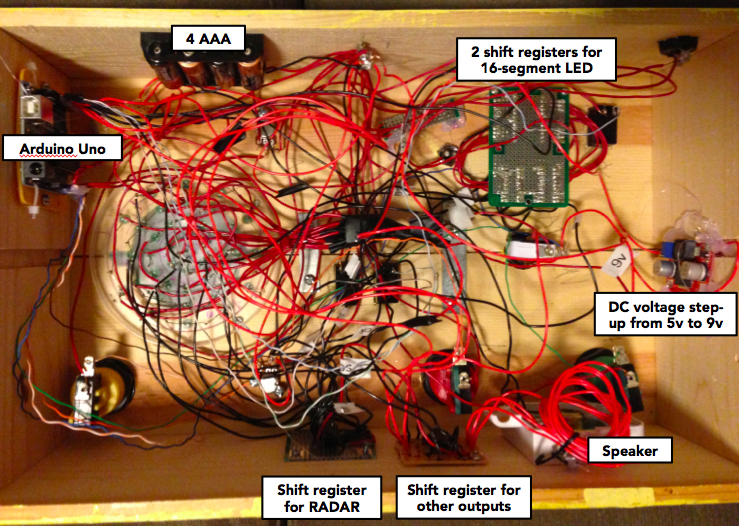 4 AAA
2 shift registers for
16-segment LED
Arduino Uno
9v
DC voltage step-
up from 5v to 9v
Speaker
Shift register
for RADAR
Shift register for
other outputs